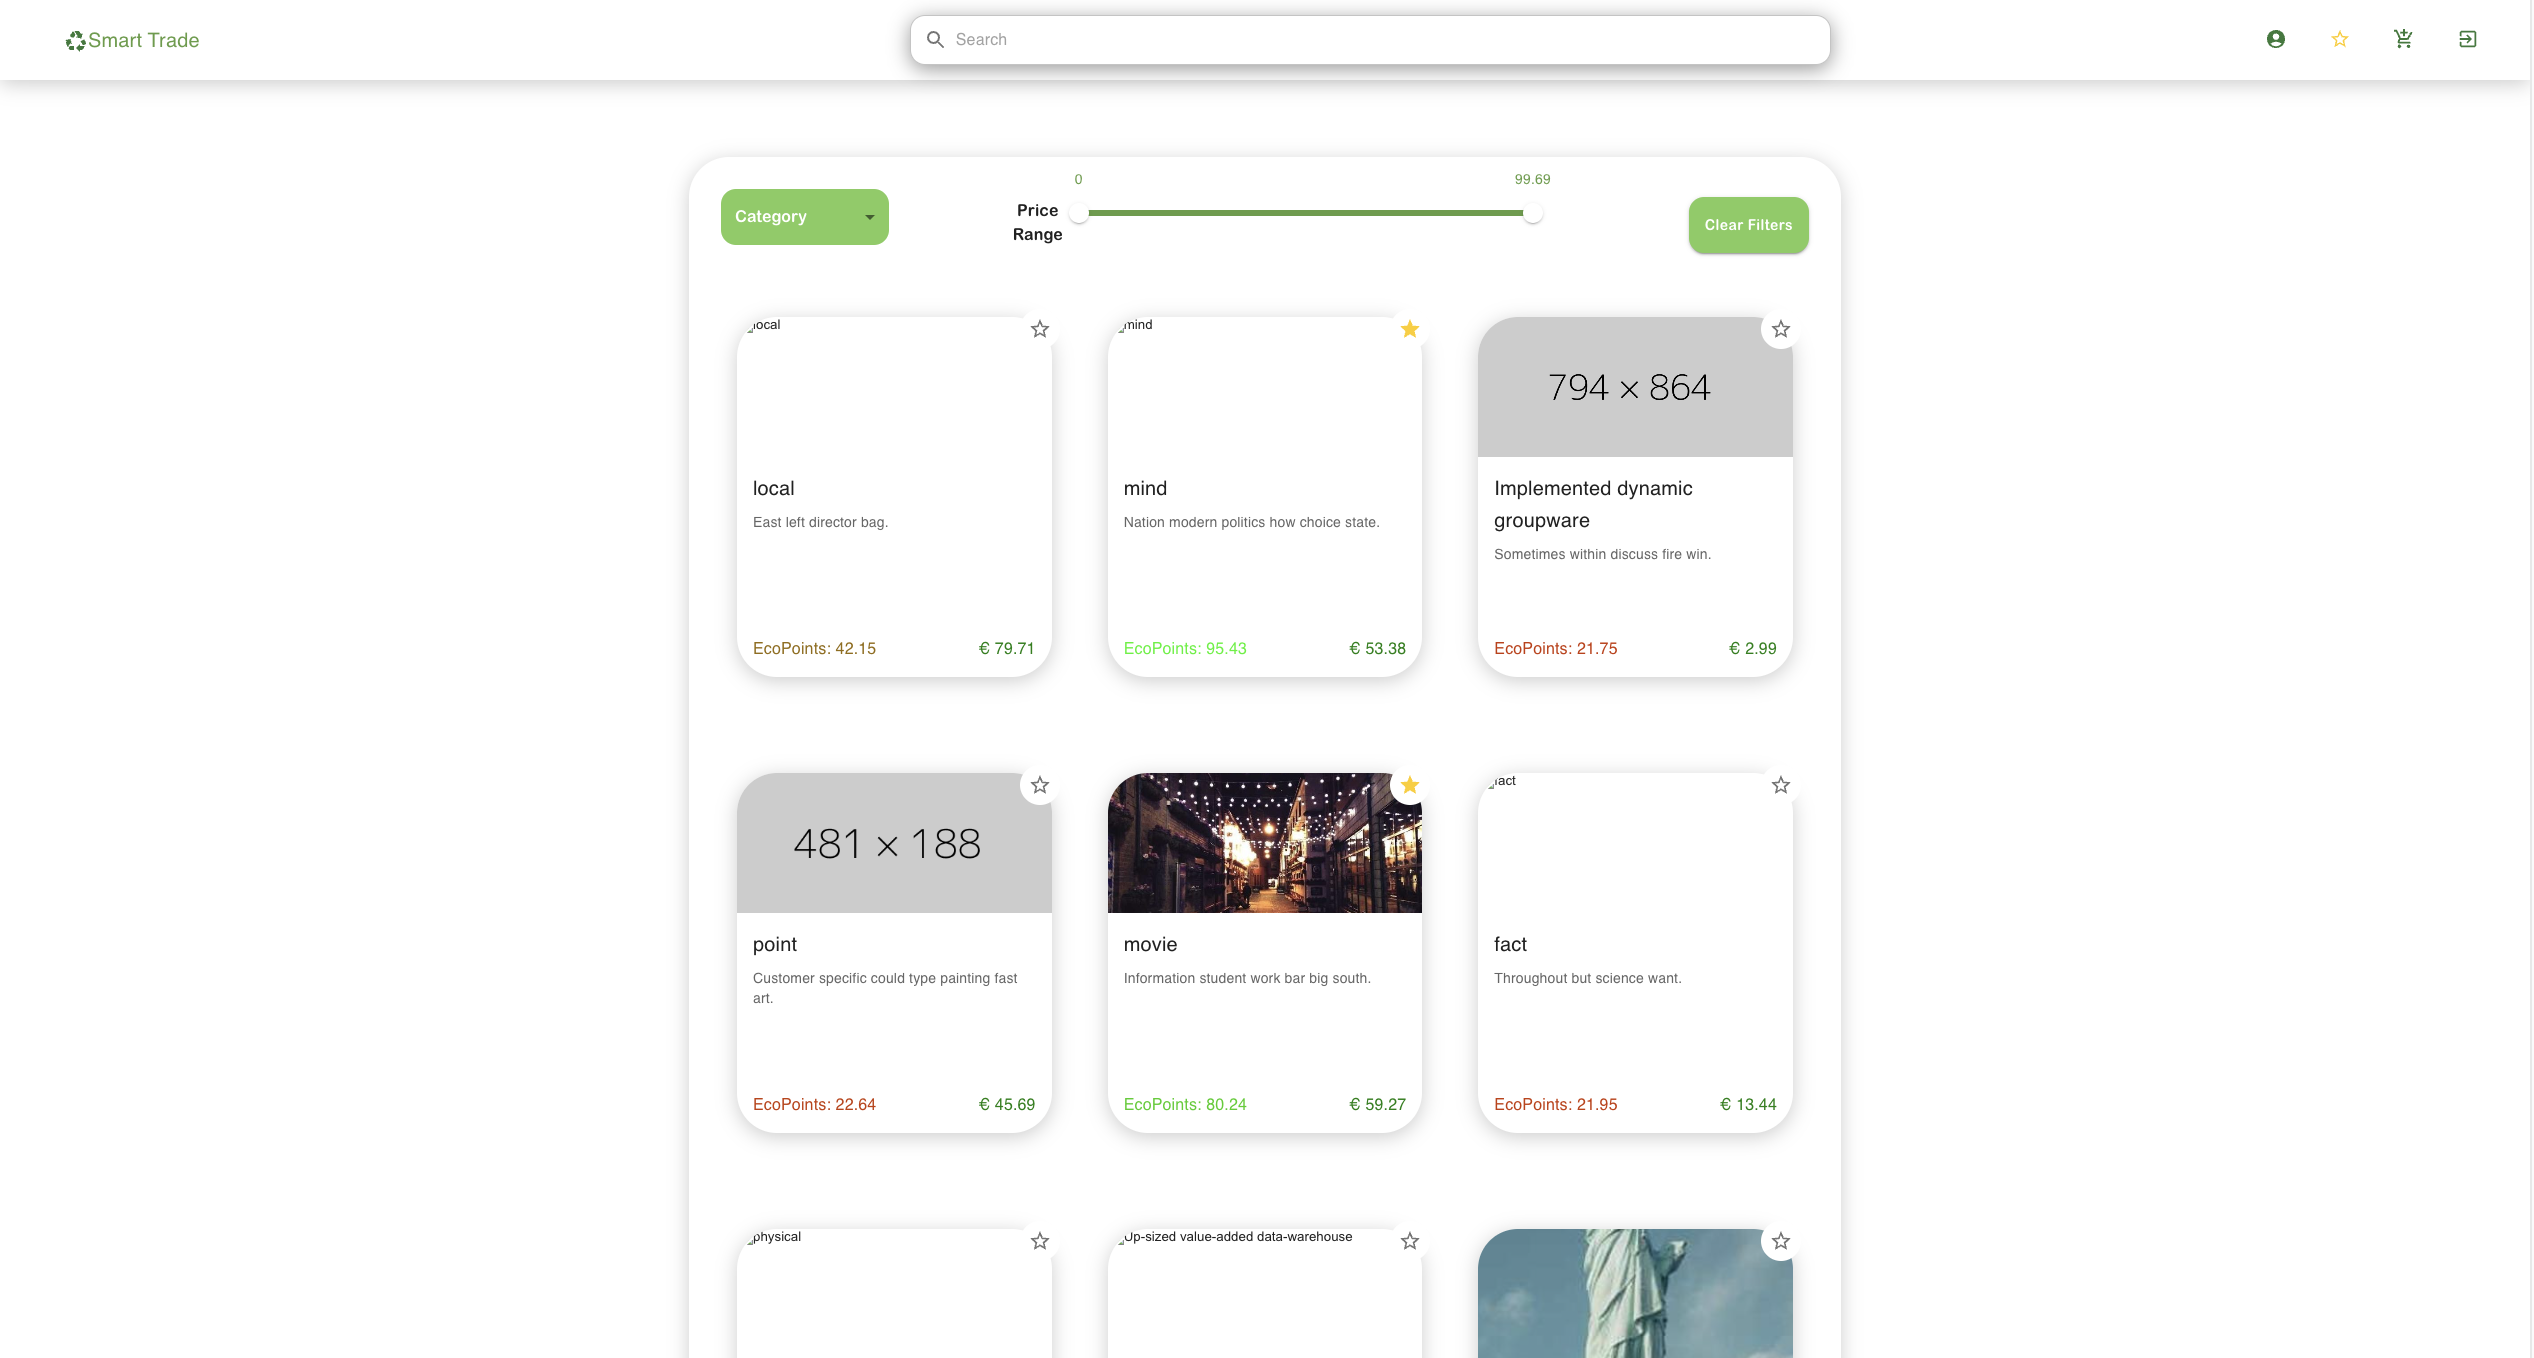 Smart Trade
Search
0
99.69
Category
Price
Range
Clear Filters
local
mind
794 × 864
local
East left director bag.
EcoPoints: 42.15
€ 79.71
mind
Nation modern politics how choice state.
EcoPoints: 95.43
€ 53.38
Implemented dynamic
groupware
Sometimes within discuss fire win.
EcoPoints: 21.75
€ 2.99
481 × 188
fact
point
Customer specific could type painting fast
art.
EcoPoints: 22.64
€ 45.69
movie
Information student work bar big south.
EcoPoints: 80.24
€ 59.27
fact
Throughout but science want.
EcoPoints: 21.95
€ 13.44
physical
Up-sized value-added data-warehouse